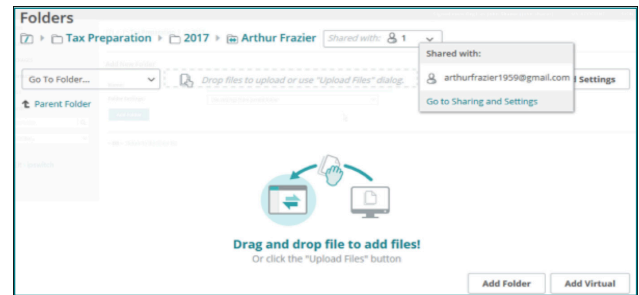 Folders
Tax Preparation 2017 Arthur Frazier Shared with: 1
Shared with:
arthurfrazier1959@gmail.com
Go to Sharing and Settings
Go To Folder...
Drop files to upload or use "Upload Files" dialog.
Settings
Parent Folder
Drag and drop file to add files!
Or click the "Upload Files" button
Add Folder
Add Virtual